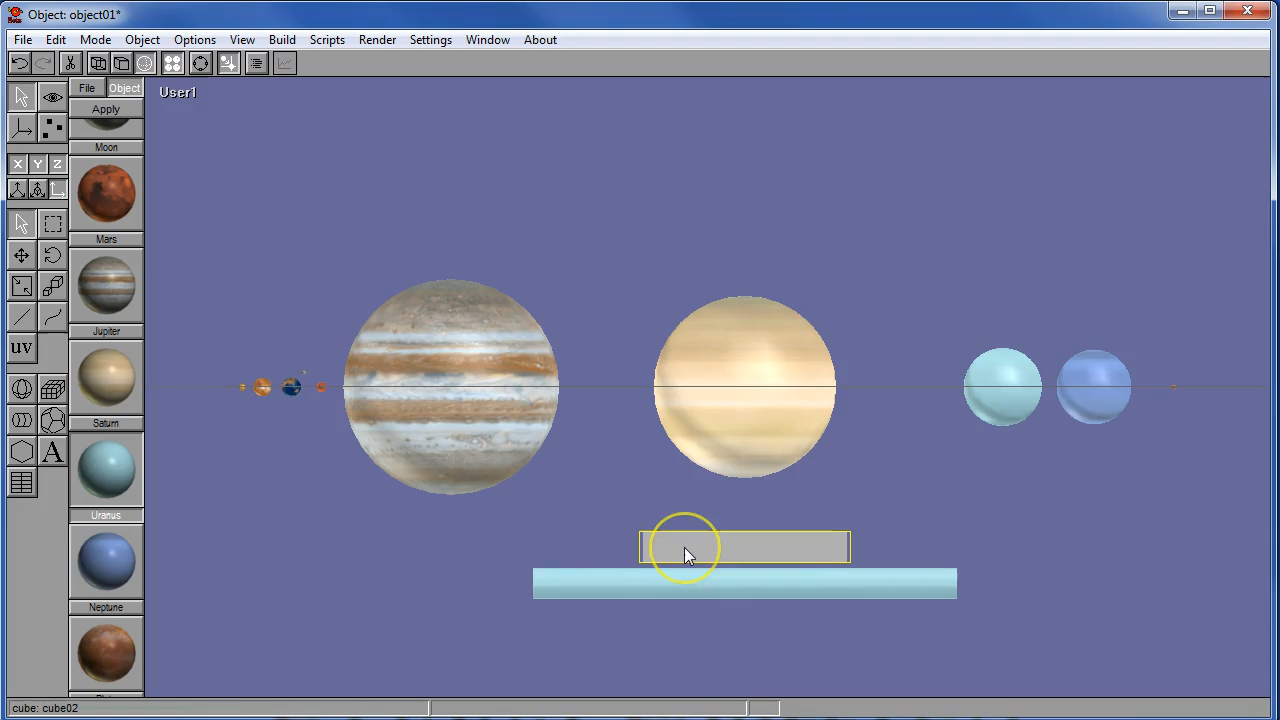 Object: object01*
File Edit Mode Object Options View Build Scripts Render Settings Window About
File Object
User1
Apply
Moon
X Y Z
Mars
Jupiter
uv
Saturn
A
Uranus
Neptune
cube: cube02